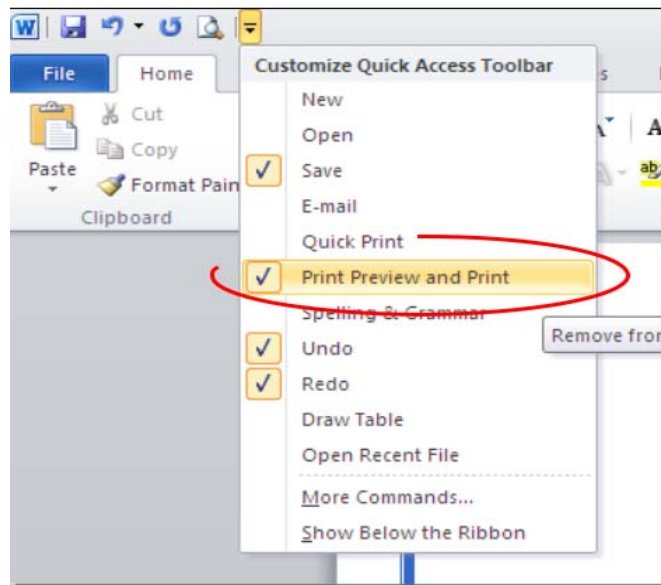 W
File
Home
s
Cut
Copy
Paste
Format Pain
Clipboard
A
ab
Customize Quick Access Toolbar
New
Open
Save
E-mail
Quick Print
Print Preview and Print
Spelling & Grammar
Remove from
Undo
Redo
Draw Table
Open Recent File
More Commands...
Show Below the Ribbon